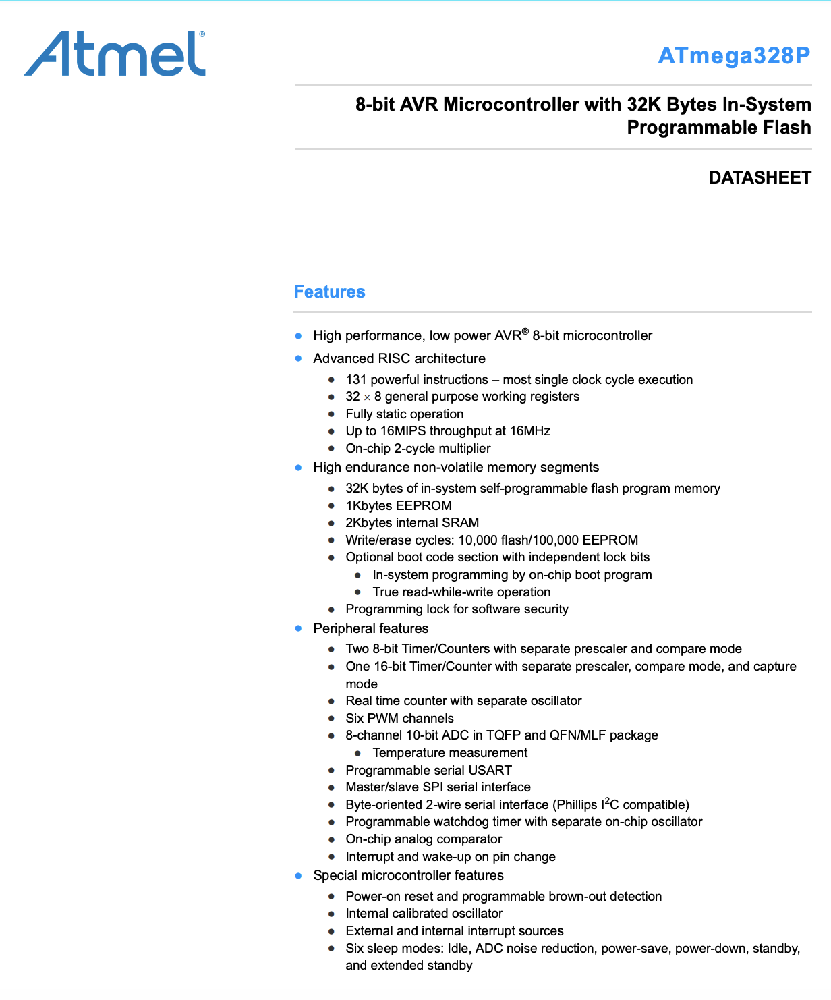 Atmel®
ATmega328P
8-bit AVR Microcontroller with 32K Bytes In-System
Programmable Flash
DATASHEET
Features
● High performance, low power AVR® 8-bit microcontroller
● Advanced RISC architecture
● 131 powerful instructions – most single clock cycle execution
● 32 × 8 general purpose working registers
● Fully static operation
● Up to 16MIPS throughput at 16MHz
● On-chip 2-cycle multiplier
● High endurance non-volatile memory segments
● 32K bytes of in-system self-programmable flash program memory
● 1Kbytes EEPROM
● 2Kbytes internal SRAM
● Write/erase cycles: 10,000 flash/100,000 EEPROM
● Optional boot code section with independent lock bits
● In-system programming by on-chip boot program
● True read-while-write operation
● Programming lock for software security
● Peripheral features
● Two 8-bit Timer/Counters with separate prescaler and compare mode
● One 16-bit Timer/Counter with separate prescaler, compare mode, and capture
mode
● Real time counter with separate oscillator
● Six PWM channels
● 8-channel 10-bit ADC in TQFP and QFN/MLF package
● Temperature measurement
● Programmable serial USART
● Master/slave SPI serial interface
● Byte-oriented 2-wire serial interface (Phillips I²C compatible)
● Programmable watchdog timer with separate on-chip oscillator
● On-chip analog comparator
● Interrupt and wake-up on pin change
● Special microcontroller features
● Power-on reset and programmable brown-out detection
● Internal calibrated oscillator
● External and internal interrupt sources
● Six sleep modes: Idle, ADC noise reduction, power-save, power-down, standby,
and extended standby